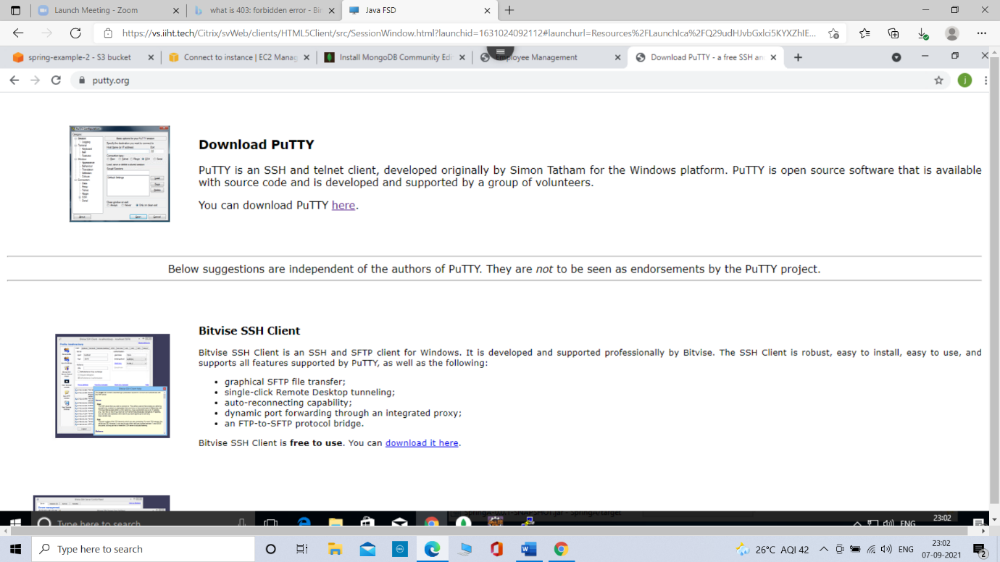 Launch Meeting - Zoom
what is 403: forbidden error - Bin
Java FSD
https://vs.iiht.tech/Citrix/svWeb/clients/HTML5Client/src/SessionWindow.html?launchid=1631024092112#launchurl=Resources%2FLaunchIca%2FQ29udHJvbGxlci5KYXZhIE...
spring-example-2 - S3 bucket
Connect to instance | EC2 Manag
Install MongoDB Community Edi
Employee Management
Download PuTTY - a free SSH an
putty.org
j
Download PuTTY
PuTTY is an SSH and telnet client, developed originally by Simon Tatham for the Windows platform. PuTTY is open source software that is available
with source code and is developed and supported by a group of volunteers.
You can download PuTTY here.
Below suggestions are independent of the authors of PuTTY. They are not to be seen as endorsements by the PuTTY project.
Bitvise SSH Client
Bitvise SSH Client is an SSH and SFTP client for Windows. It is developed and supported professionally by Bitvise. The SSH Client is robust, easy to install, easy to use, and
supports all features supported by PuTTY, as well as the following:
• graphical SFTP file transfer;
• single-click Remote Desktop tunneling;
• auto-reconnecting capability;
• dynamic port forwarding through an integrated proxy;
• an FTP-to-SFTP protocol bridge.
Bitvise SSH Client is free to use. You can download it here.
Type here to search
ENG
23:02
Type here to search
26°C AQI 42
ENG
23:02
07-09-2021
2